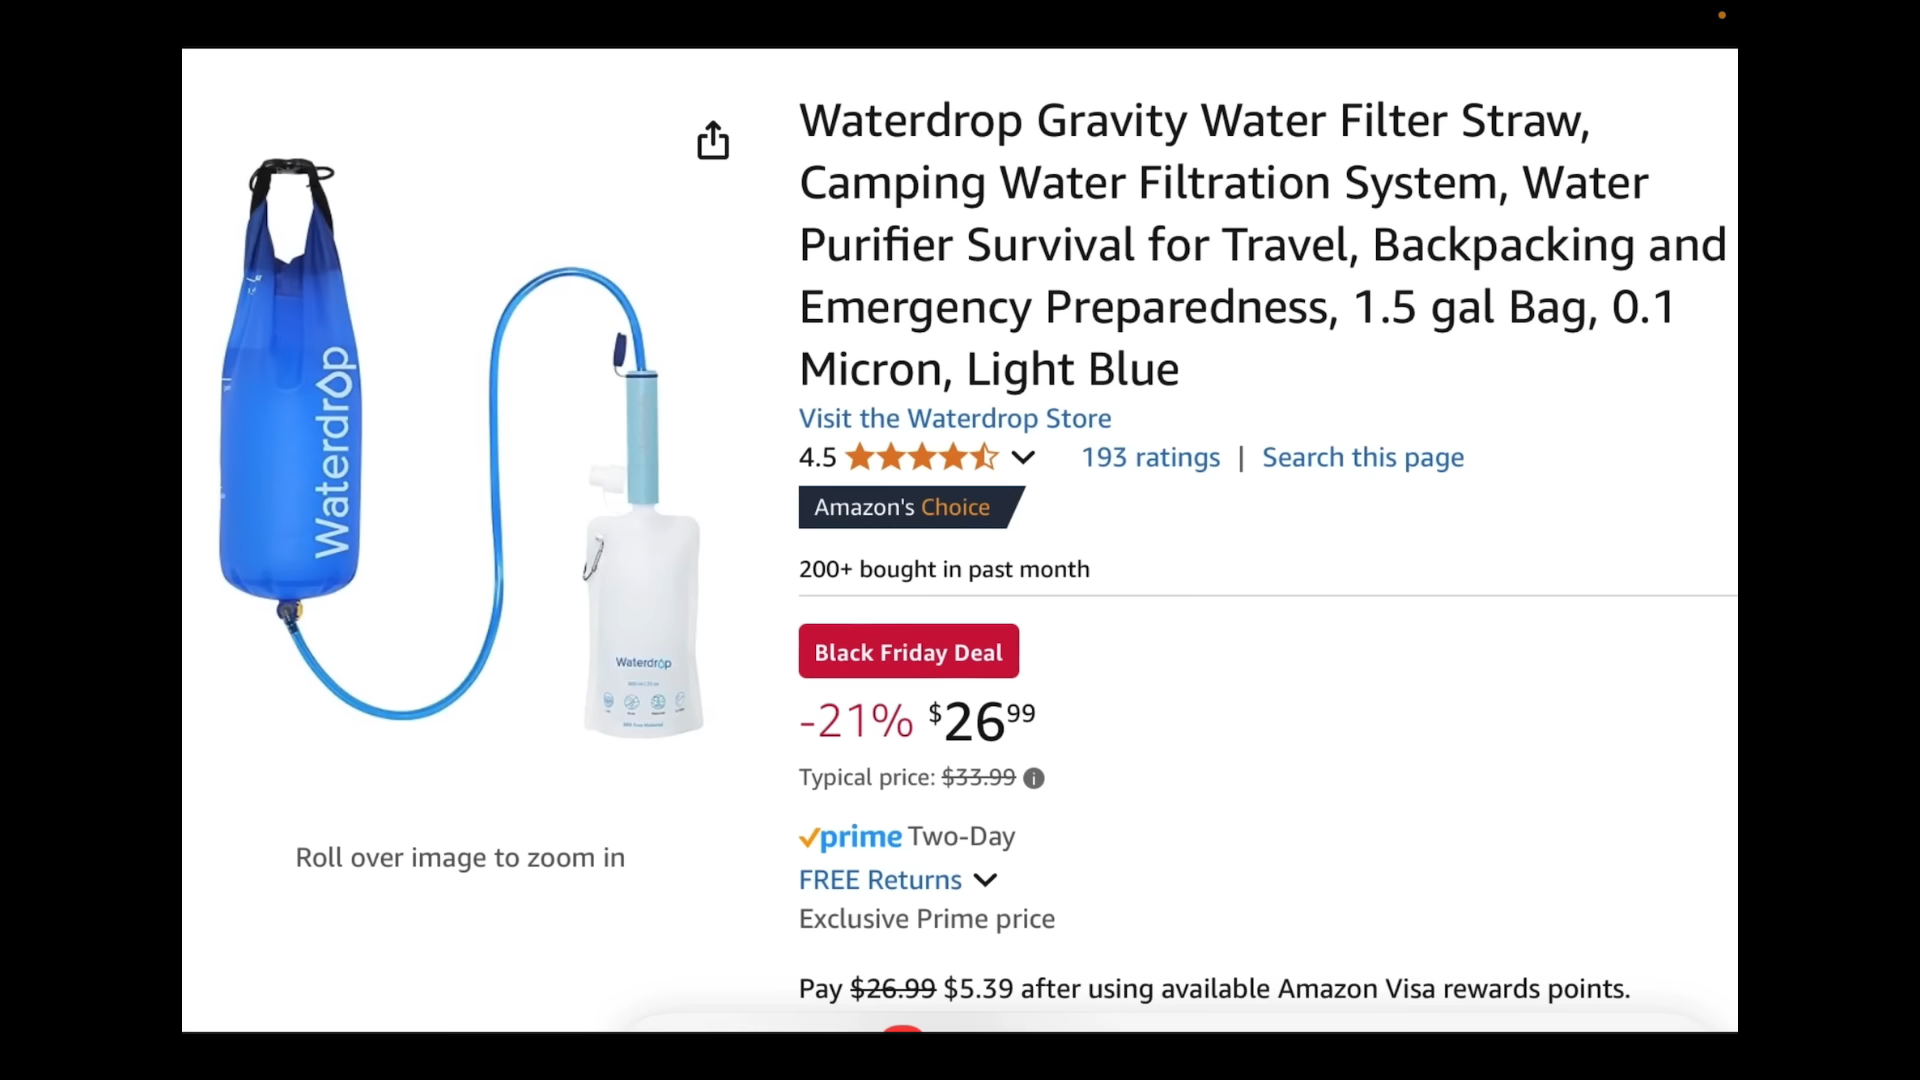 Waterdrop Gravity Water Filter Straw,
Camping Water Filtration System, Water
Purifier Survival for Travel, Backpacking and
Emergency Preparedness, 1.5 gal Bag, 0.1
Micron, Light Blue
Visit the Waterdrop Store
4.5 193 ratings | Search this page
Amazon's Choice
200+ bought in past month
Black Friday Deal
-21% $26 99
Typical price: $33.99
prime Two-Day
FREE Returns
Exclusive Prime price
Pay $26.99 $5.39 after using available Amazon Visa rewards points.
Waterdrop
Waterdrop
Roll over image to zoom in